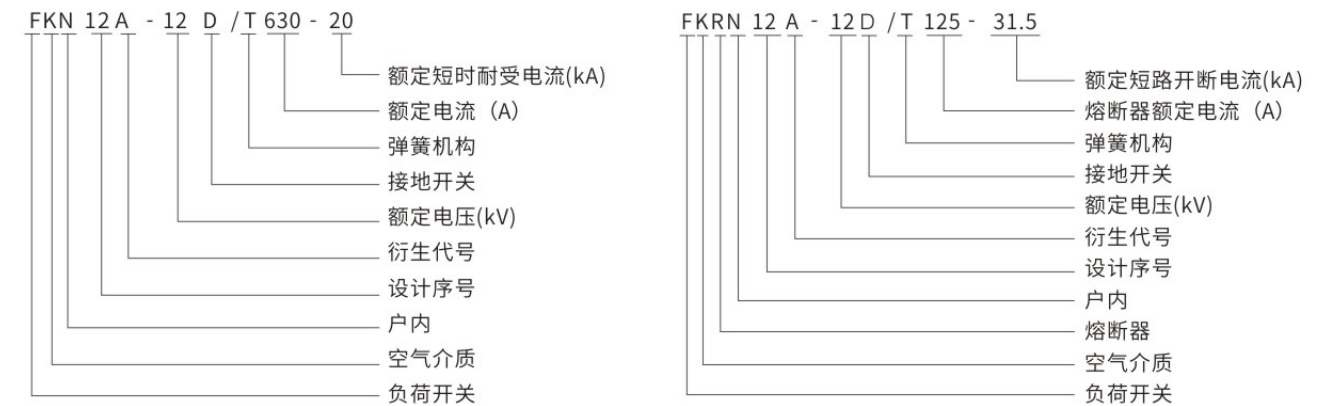 FKN 12 A - 12 D / T 630 - 20
额定短时耐受电流(kA)
额定电流（A）
弹簧机构
接地开关
额定电压(kV)
衍生代号
设计序号
户内
空气介质
负荷开关
FKRN 12 A - 12 D / T 125 - 31.5
额定短路开断电流(kA)
熔断器额定电流（A）
弹簧机构
接地开关
额定电压(kV)
衍生代号
设计序号
户内
熔断器
空气介质
负荷开关